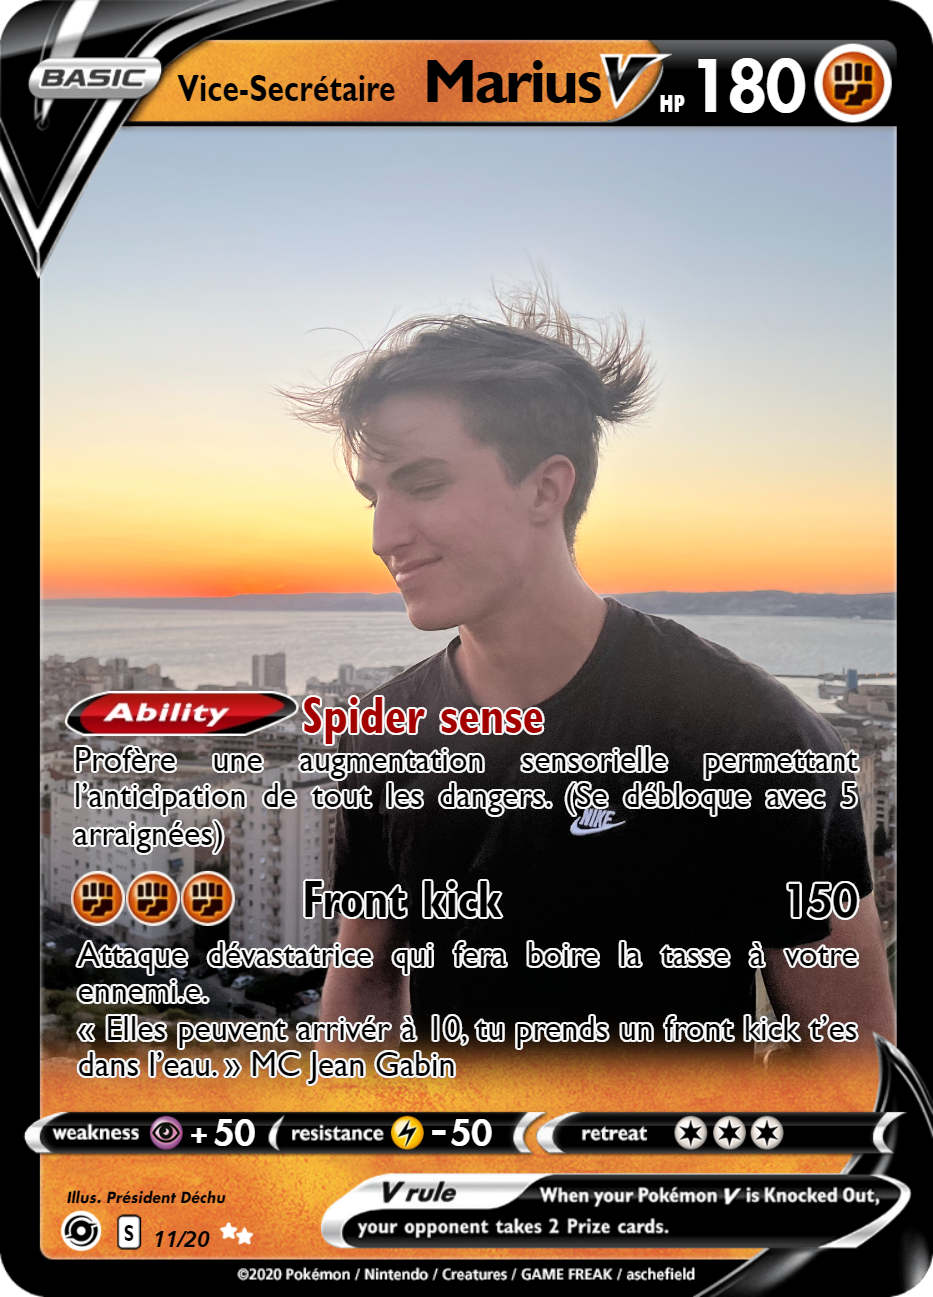 BASIC
Vice-Secrétaire MariusV HP 180
Ability Spider sense
Profère une augmentation sensorielle permettant
l'anticipation de tout les dangers. (Se débloque avec 5
arraignées)
NIKE
Front kick 150
Attaque dévastatrice qui fera boire la tasse à votre
ennemi.e.
« Elles peuvent arrivér à 10, tu prends un front kick t'es
dans l'eau. » MC Jean Gabin
weakness +50 resistance -50 retreat
Illus. Président Déchu
V rule When your Pokémon V is Knocked Out,
your opponent takes 2 Prize cards.
S 11/20
©2020 Pokémon / Nintendo / Creatures / GAME FREAK / aschefield